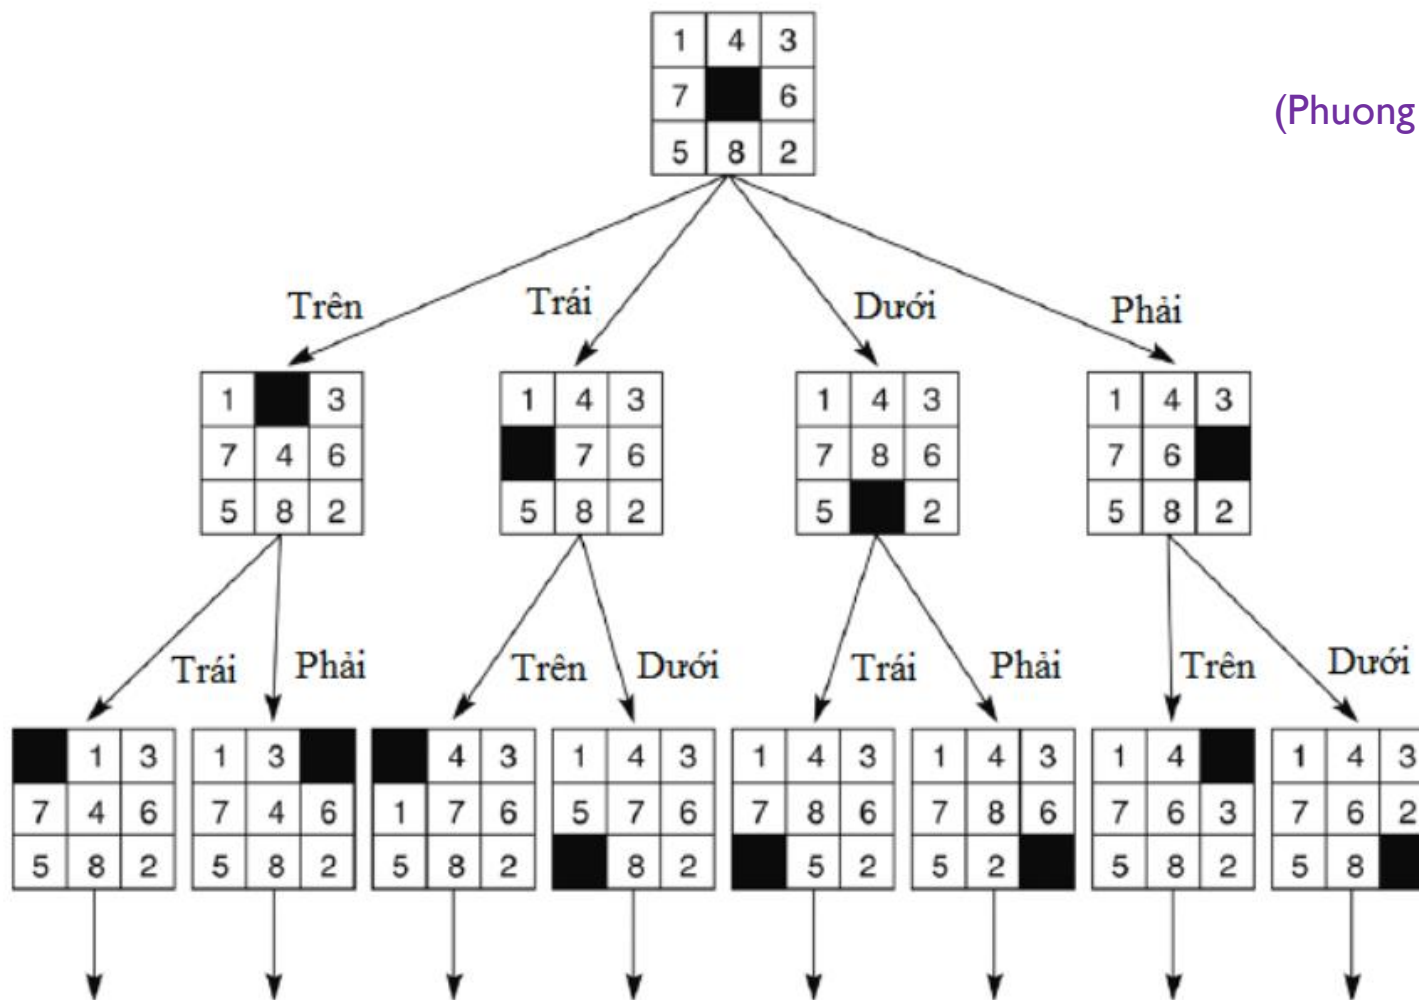 1 4 3
7 6
5 8 2
(Phuong
Trên Trái Dưới Phải
1 3 1 4 3 1 4 3 1 4 3
7 4 6 7 6 7 8 6 7 6
5 8 2 5 8 2 5 2 5 8 2
Trái Phải Trên Dưới Trái Phải Trên Dưới
1 3 1 3 4 3 1 4 3 1 4 3 1 4 3 1 4 1 4 3
7 4 6 7 4 6 1 7 6 5 7 6 7 8 6 7 8 6 7 6 3 7 6 2
5 8 2 5 8 2 5 8 2 8 2 5 2 5 2 5 8 2 5 8